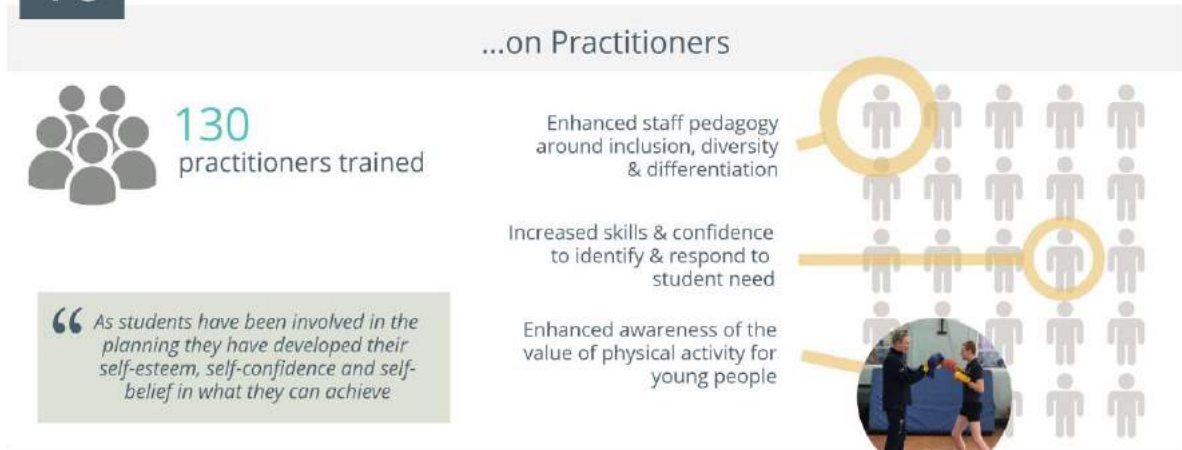 ...on Practitioners
130
practitioners trained
“ As students have been involved in the
planning they have developed their
self-esteem, self-confidence and self-
belief in what they can achieve
Enhanced staff pedagogy
around inclusion, diversity
& differentiation
Increased skills & confidence
to identify & respond to
student need
Enhanced awareness of the
value of physical activity for
young people